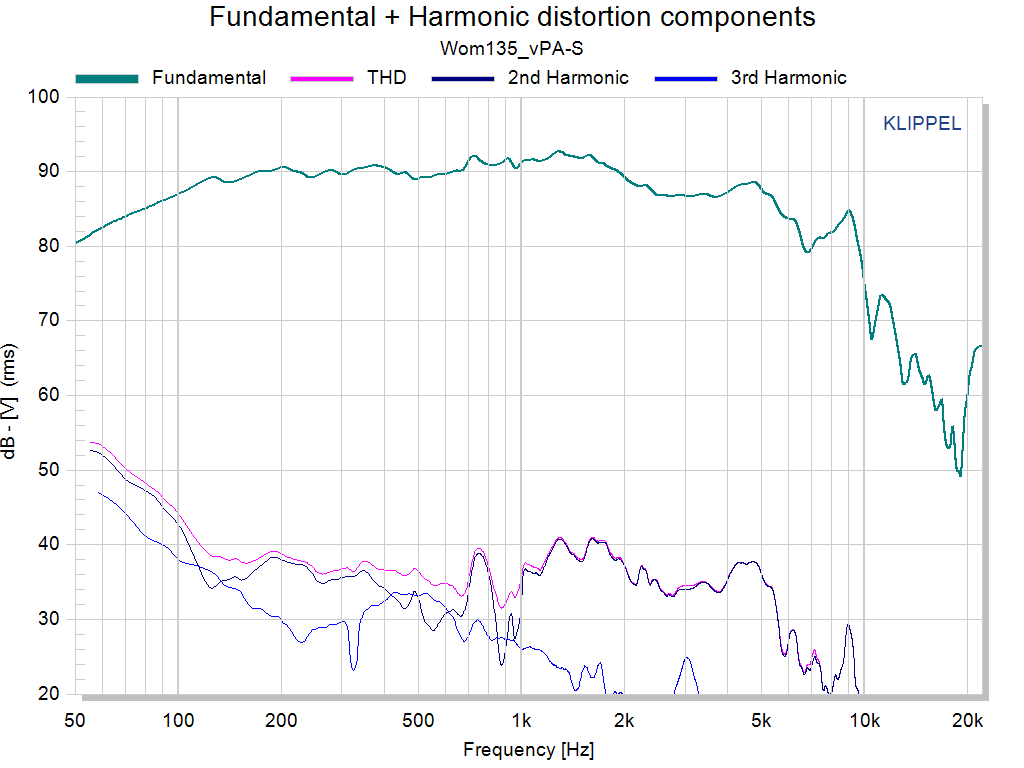 Fundamental + Harmonic distortion components
Wom135_vPA-S
Fundamental THD 2nd Harmonic 3rd Harmonic
KLIPPEL
100
90
80
70
60
50
40
30
20
dB - [V] (rms)
50 100 200 500 1k 2k 5k 10k 20k
Frequency [Hz]